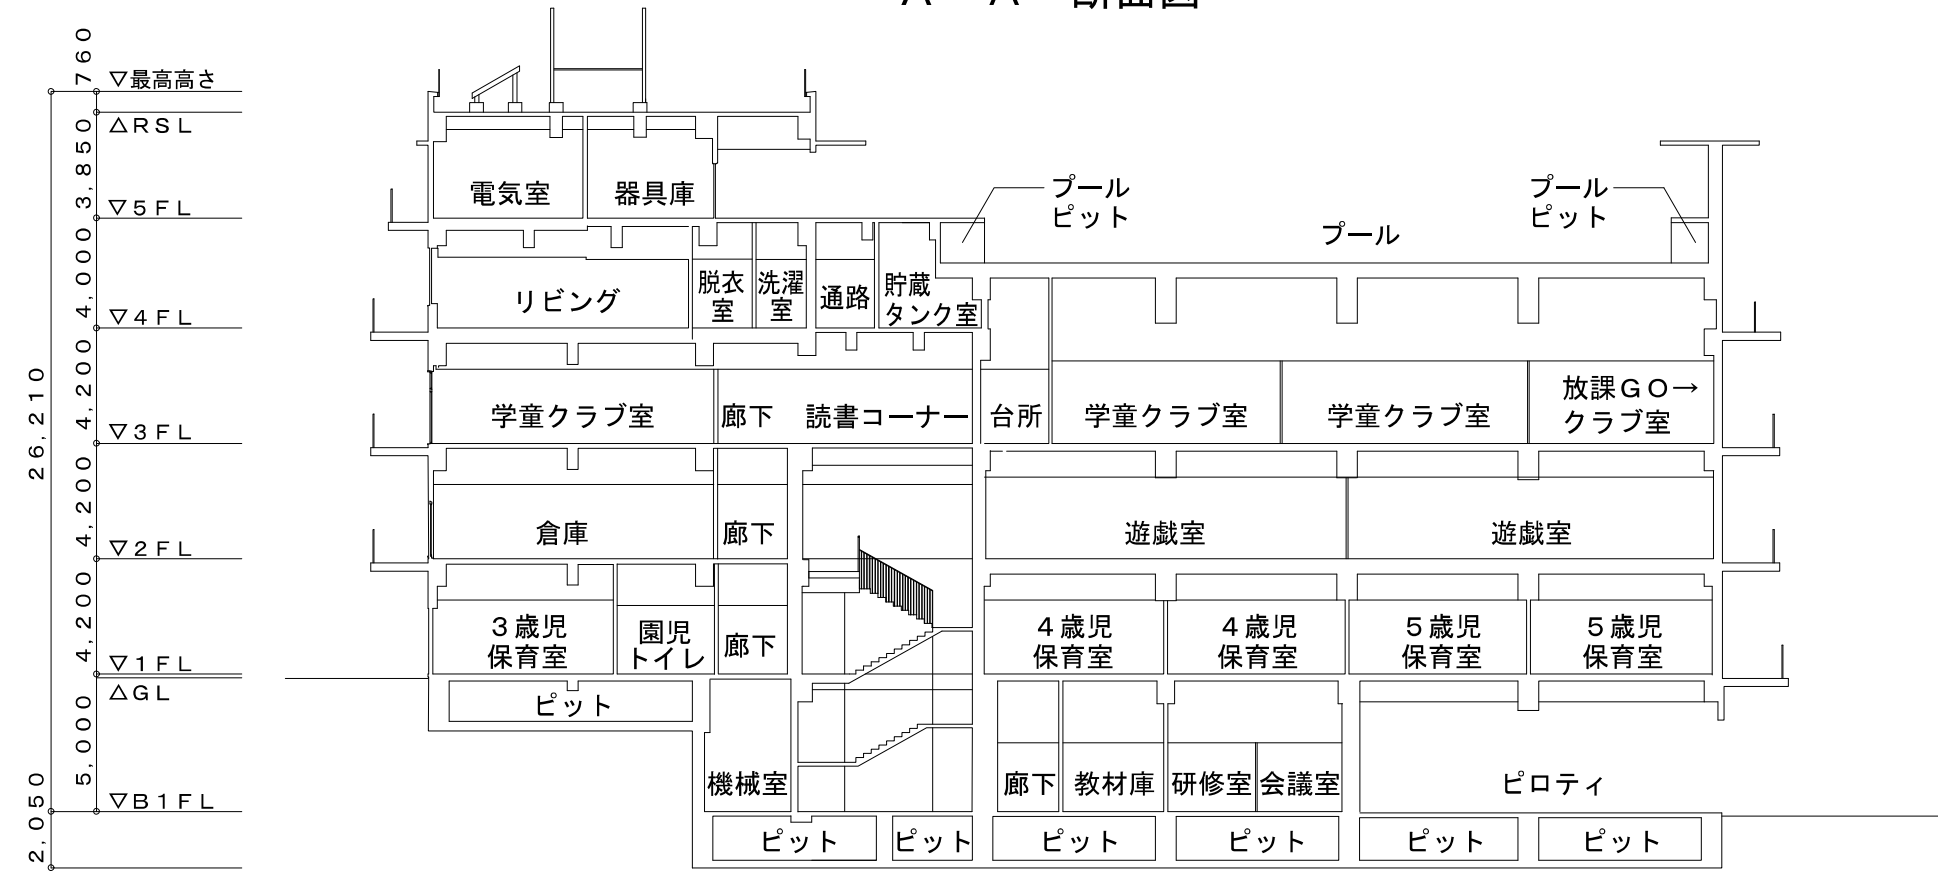 ▽最高高さ
△RSL
▽5FL
▽4FL
▽3FL
▽2FL
▽1FL
△GL
▽B1FL
760
3,850
4,000
4,200
4,200
4,200
5,000
26,210
2,050
電気室
器具庫
プール
ピット
プール
プール
ピット
リビング
脱衣
室
洗濯
室
通路
貯蔵
タンク室
学童クラブ室
廊下
読書コーナー
台所
学童クラブ室
学童クラブ室
放課GO→
クラブ室
倉庫
廊下
遊戯室
遊戯室
3歳児
保育室
園児
トイレ
廊下
4歳児
保育室
4歳児
保育室
5歳児
保育室
5歳児
保育室
ピット
機械室
廊下
教材庫
研修室
会議室
ピロティ
ピット
ピット
ピット
ピット
ピット
ピット